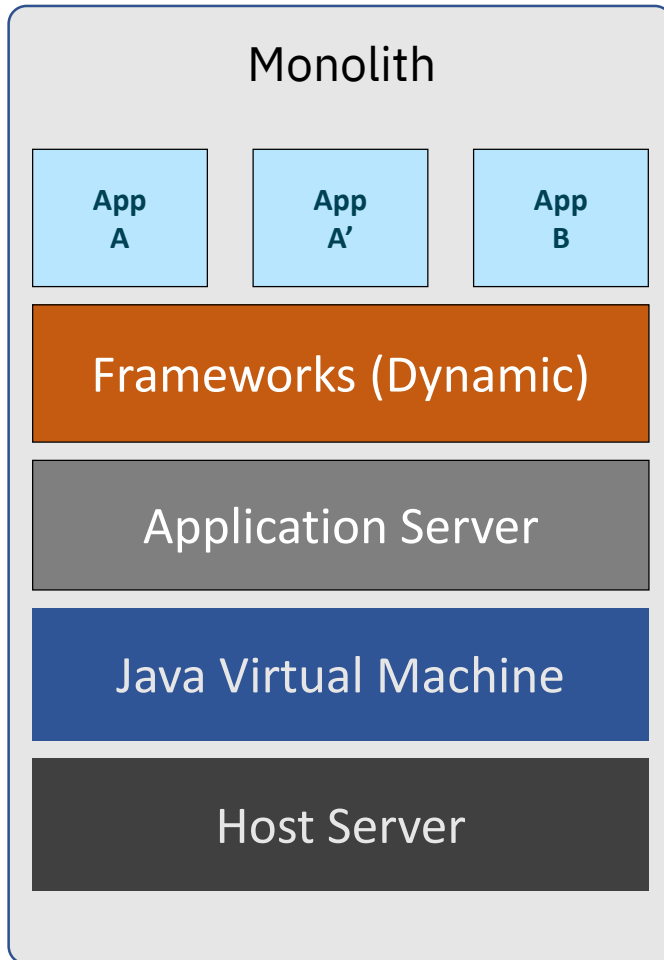 Monolith
App
A
App
A’
App
B
Frameworks (Dynamic)
Application Server
Java Virtual Machine
Host Server